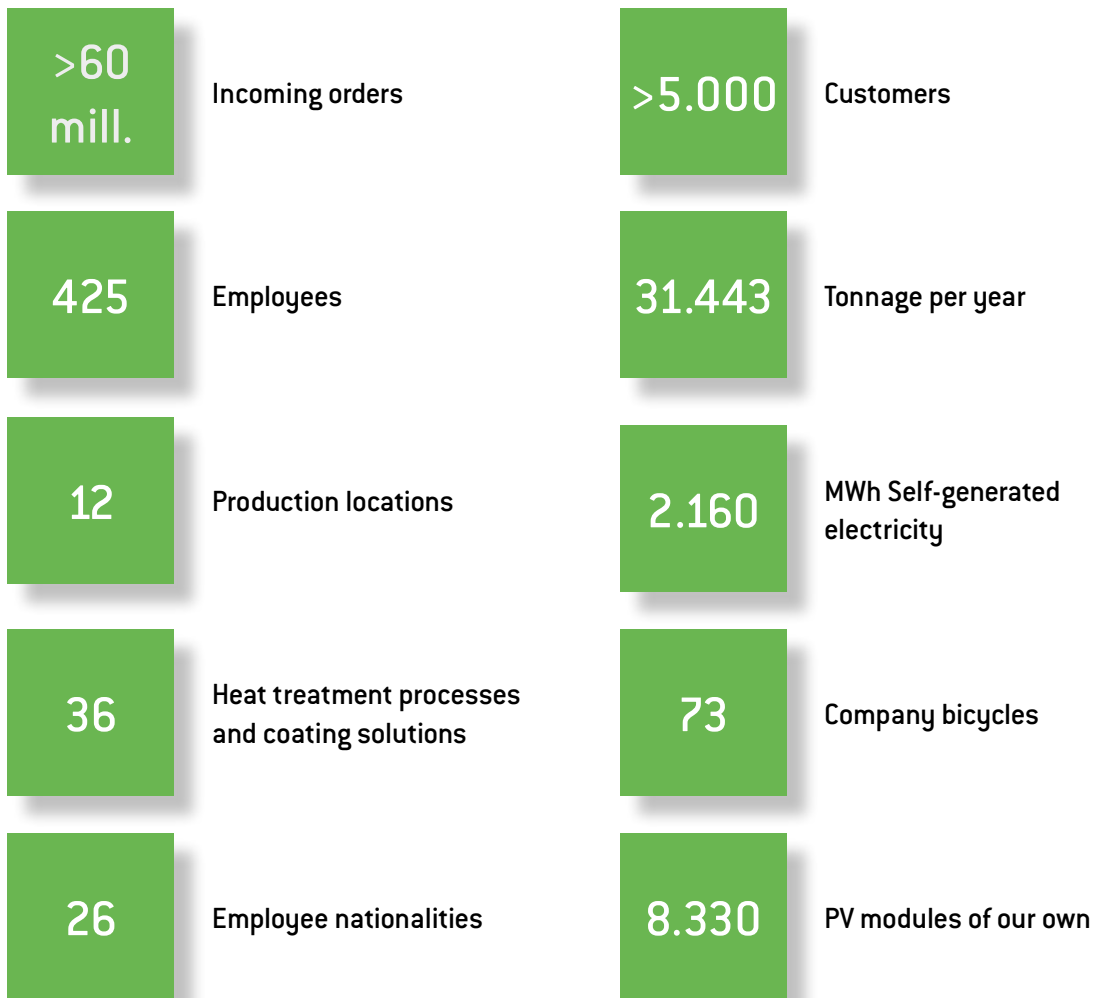 >60
mill.
Incoming orders
>5.000
Customers
425
Employees
31.443
Tonnage per year
12
Production locations
2.160
MWh Self-generated
electricity
36
Heat treatment processes
and coating solutions
73
Company bicycles
26
Employee nationalities
8.330
PV modules of our own